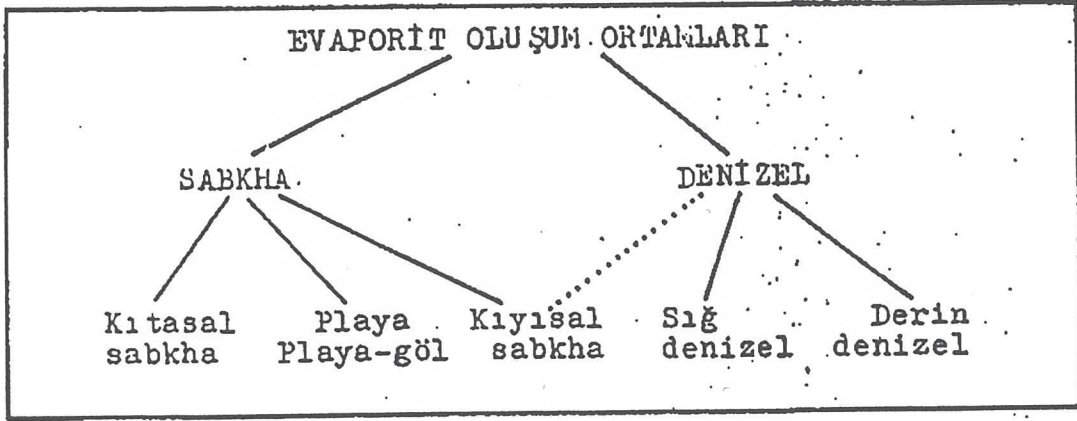 EVAPORİT OLUŞUM ORTAMLARI
SABKHA
DENİZEL
Kıtasal sabkha
Playa Playa-göl
Kıyısal sabkha
Sığ denizel
Derin denizel